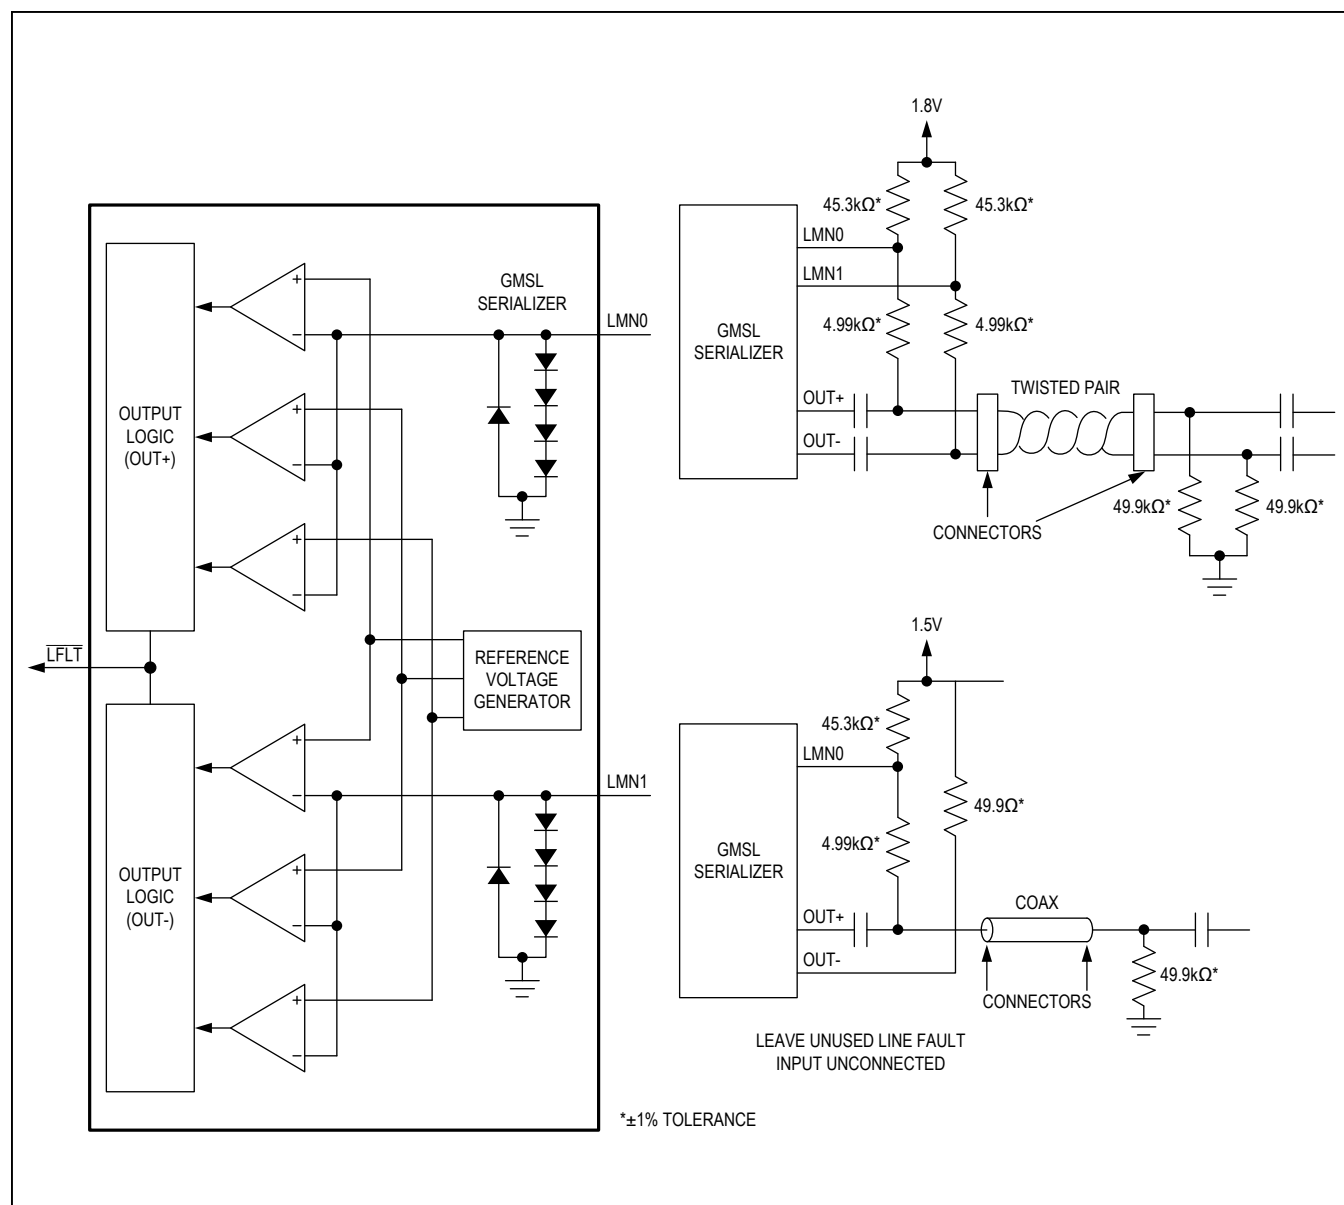 GMSL
SERIALIZER
LMN0
OUTPUT
LOGIC
(OUT+)
+
−
+
−
+
−
LFLT
REFERENCE
VOLTAGE
GENERATOR
LMN1
OUTPUT
LOGIC
(OUT-)
+
−
+
−
+
−
1.8V
45.3kΩ*
45.3kΩ*
LMN0
LMN1
GMSL
SERIALIZER
4.99kΩ*
4.99kΩ*
TWISTED PAIR
OUT+
OUT-
CONNECTORS
49.9kΩ*
49.9kΩ*
1.5V
45.3kΩ*
LMN0
49.9Ω*
4.99kΩ*
GMSL
SERIALIZER
COAX
OUT+
OUT-
CONNECTORS
49.9kΩ*
LEAVE UNUSED LINE FAULT
INPUT UNCONNECTED
*±1% TOLERANCE